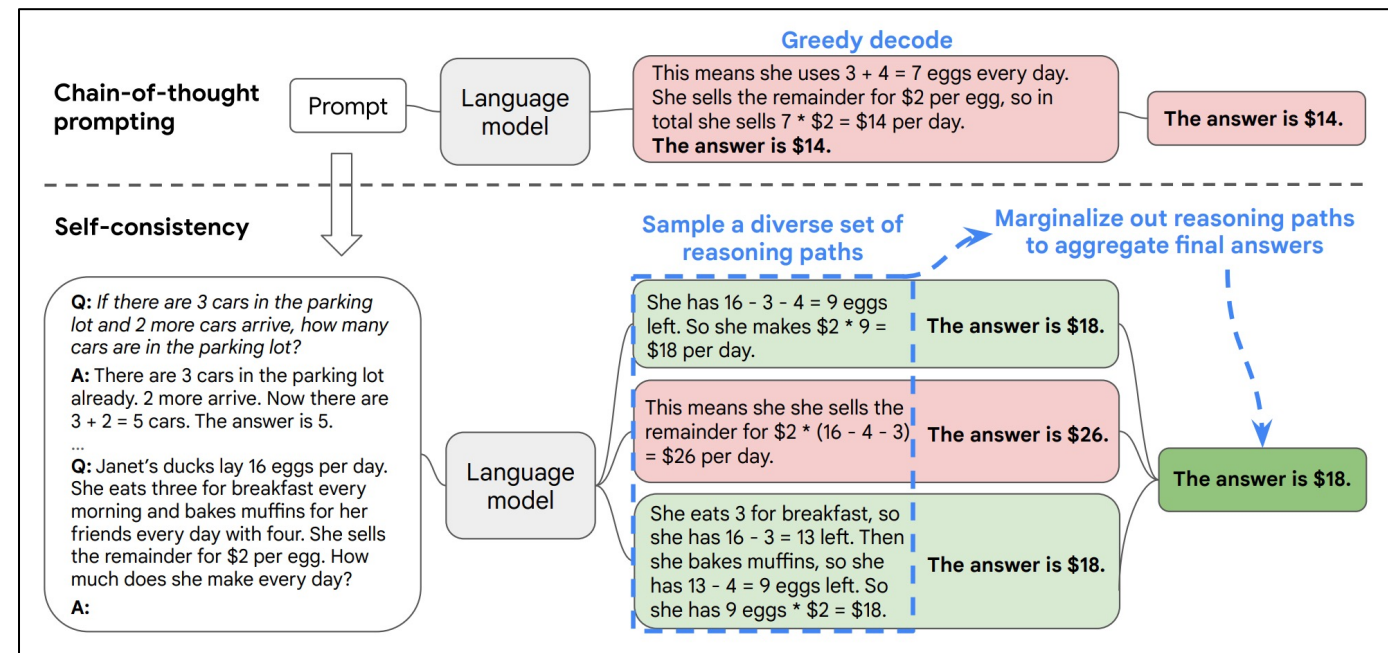 Greedy decode
Chain-of-thought
prompting
Prompt
Language
model
This means she uses 3 + 4 = 7 eggs every day.
She sells the remainder for $2 per egg, so in
total she sells 7 * $2 = $14 per day.
The answer is $14.
The answer is $14.
Self-consistency
Sample a diverse set of
reasoning paths
Marginalize out reasoning paths
to aggregate final answers
Q: If there are 3 cars in the parking
lot and 2 more cars arrive, how many
cars are in the parking lot?
A: There are 3 cars in the parking lot
already. 2 more arrive. Now there are
3 + 2 = 5 cars. The answer is 5.
...
Q: Janet’s ducks lay 16 eggs per day.
She eats three for breakfast every
morning and bakes muffins for her
friends every day with four. She sells
the remainder for $2 per egg. How
much does she make every day?
A:
Language
model
She has 16 - 3 - 4 = 9 eggs
left. So she makes $2 * 9 =
$18 per day.
The answer is $18.
This means she she sells the
remainder for $2 * (16 - 4 - 3)
= $26 per day.
The answer is $26.
She eats 3 for breakfast, so
she has 16 - 3 = 13 left. Then
she bakes muffins, so she
has 13 - 4 = 9 eggs left. So
she has 9 eggs * $2 = $18.
The answer is $18.
The answer is $18.